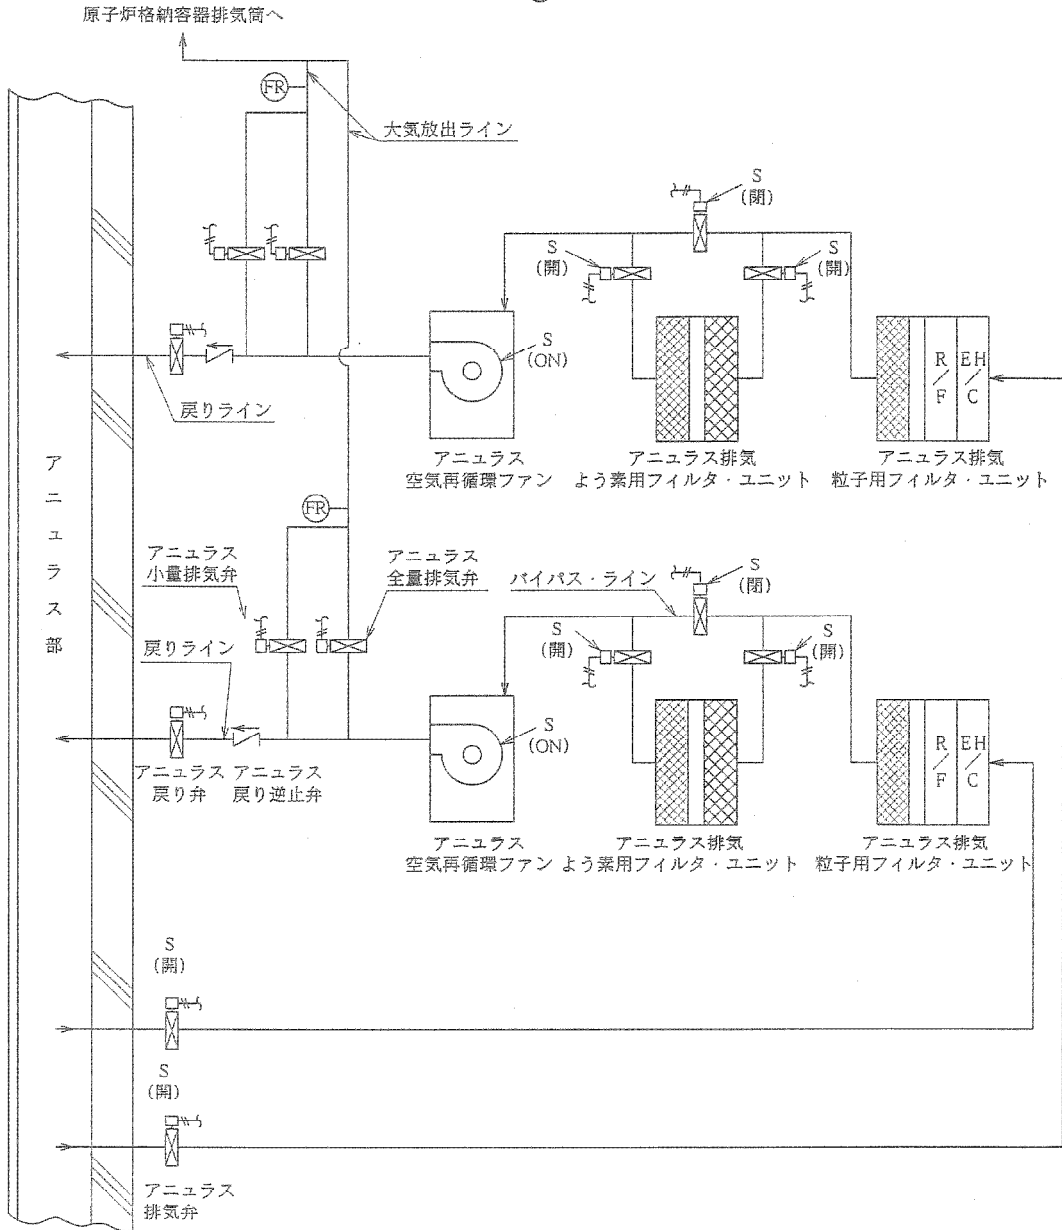 原子炉格納容器排気筒へ
FR
大気放出ライン
S
(閉)
S
(開)
S
(開)
S
(ON)
R/F
EH/C
戻りライン
アニュラス
空気再循環ファン
アニュラス排気
よう素用フィルタ・ユニット
アニュラス排気
粒子用フィルタ・ユニット
アニュラス部
FR
アニュラス
小量排気弁
アニュラス
全量排気弁
バイパス・ライン
S
(閉)
S
(開)
S
(開)
戻りライン
S
(ON)
R/F
EH/C
アニュラス
戻り弁
アニュラス
戻り逆止弁
アニュラス
空気再循環ファン
アニュラス排気
よう素用フィルタ・ユニット
アニュラス排気
粒子用フィルタ・ユニット
S
(開)
S
(開)
アニュラス
排気弁